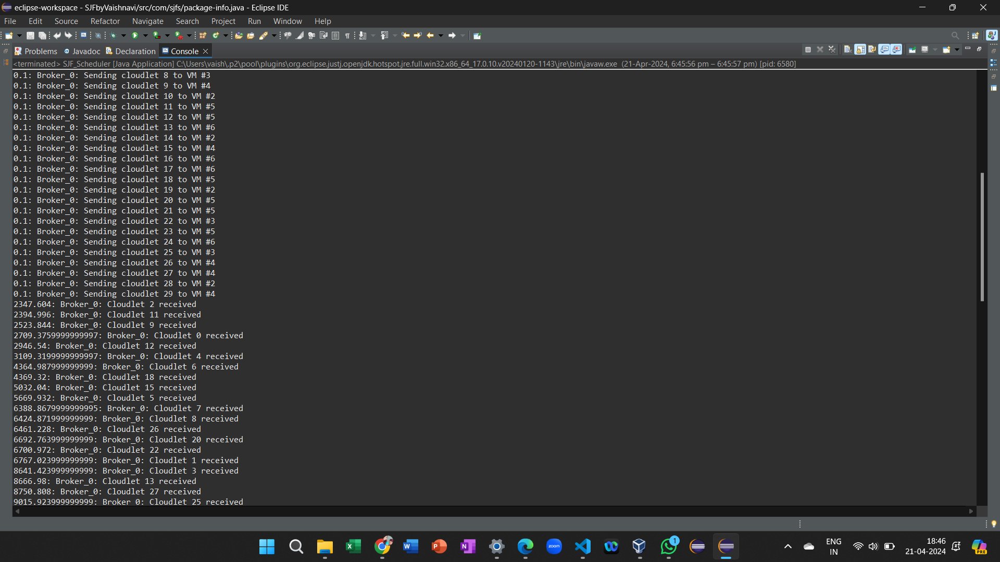 eclipse-workspace - SJFbyVaishnavi/src/com/sjfs/package-info.java - Eclipse IDE
File Edit Source Refactor Navigate Search Project Run Window Help
Problems Javadoc Declaration Console
<terminated> SJF_Scheduler [Java Application] C:\Users\vaish\.p2\pool\plugins\org.eclipse.justj.openjdk.hotspot.jre.full.win32.x86_64_17.0.10.v20240120-1143\jre\bin\javaw.exe (21-Apr-2024, 6:45:56 pm – 6:45:57 pm) [pid: 6580]
0.1: Broker_0: Sending cloudlet 8 to VM #3
0.1: Broker_0: Sending cloudlet 9 to VM #4
0.1: Broker_0: Sending cloudlet 10 to VM #2
0.1: Broker_0: Sending cloudlet 11 to VM #5
0.1: Broker_0: Sending cloudlet 12 to VM #5
0.1: Broker_0: Sending cloudlet 13 to VM #6
0.1: Broker_0: Sending cloudlet 14 to VM #2
0.1: Broker_0: Sending cloudlet 15 to VM #4
0.1: Broker_0: Sending cloudlet 16 to VM #6
0.1: Broker_0: Sending cloudlet 17 to VM #6
0.1: Broker_0: Sending cloudlet 18 to VM #5
0.1: Broker_0: Sending cloudlet 19 to VM #2
0.1: Broker_0: Sending cloudlet 20 to VM #5
0.1: Broker_0: Sending cloudlet 21 to VM #5
0.1: Broker_0: Sending cloudlet 22 to VM #3
0.1: Broker_0: Sending cloudlet 23 to VM #5
0.1: Broker_0: Sending cloudlet 24 to VM #6
0.1: Broker_0: Sending cloudlet 25 to VM #3
0.1: Broker_0: Sending cloudlet 26 to VM #4
0.1: Broker_0: Sending cloudlet 27 to VM #4
0.1: Broker_0: Sending cloudlet 28 to VM #2
0.1: Broker_0: Sending cloudlet 29 to VM #4
2347.604: Broker_0: Cloudlet 2 received
2394.996: Broker_0: Cloudlet 11 received
2523.844: Broker_0: Cloudlet 9 received
2709.3759999999997: Broker_0: Cloudlet 0 received
2946.54: Broker_0: Cloudlet 12 received
3109.3199999999997: Broker_0: Cloudlet 4 received
4364.987999999999: Broker_0: Cloudlet 6 received
4369.32: Broker_0: Cloudlet 18 received
5032.04: Broker_0: Cloudlet 15 received
5669.932: Broker_0: Cloudlet 5 received
6388.8679999999995: Broker_0: Cloudlet 7 received
6424.871999999999: Broker_0: Cloudlet 8 received
6461.228: Broker_0: Cloudlet 26 received
6692.763999999999: Broker_0: Cloudlet 20 received
6700.972: Broker_0: Cloudlet 22 received
6767.023999999999: Broker_0: Cloudlet 1 received
8641.423999999999: Broker_0: Cloudlet 3 received
8666.98: Broker_0: Cloudlet 13 received
8750.808: Broker_0: Cloudlet 27 received
9015.923999999999: Broker_0: Cloudlet 25 received
zoom
1
ENG
IN
18:46
21-04-2024
PRE